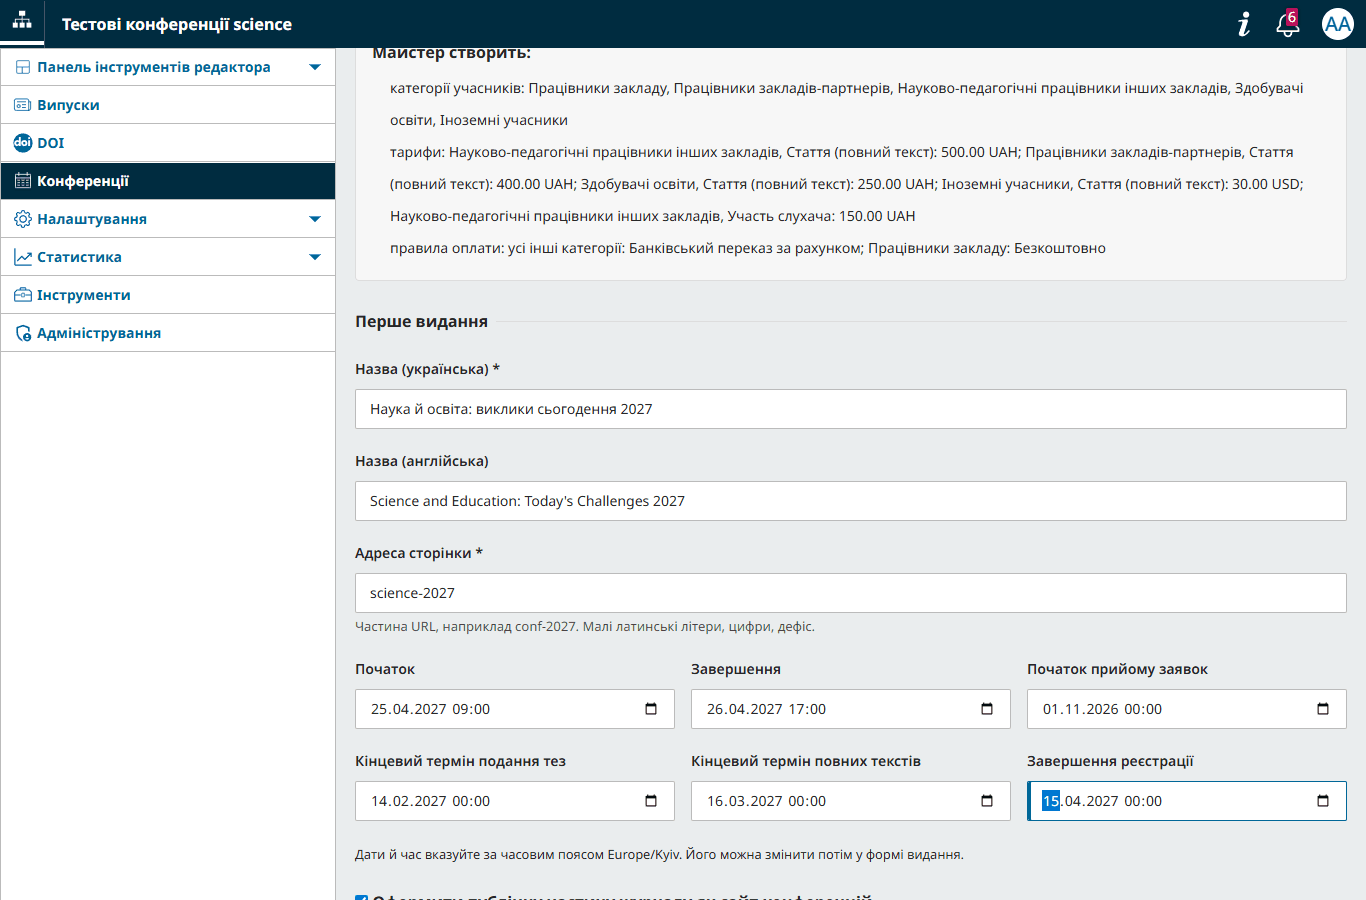 Тестові конференції science
6
AA
Панель інструментів редактора
Випуски
doi DOI
Конференції
Налаштування
Статистика
Інструменти
Адміністрування
Майстер створить:
категорії учасників: Працівники закладу, Працівники закладів-партнерів, Науково-педагогічні працівники інших закладів, Здобувачі
освіти, Іноземні учасники
тарифи: Науково-педагогічні працівники інших закладів, Стаття (повний текст): 500.00 UAH; Працівники закладів-партнерів, Стаття
(повний текст): 400.00 UAH; Здобувачі освіти, Стаття (повний текст): 250.00 UAH; Іноземні учасники, Стаття (повний текст): 30.00 USD;
Науково-педагогічні працівники інших закладів, Участь слухача: 150.00 UAH
правила оплати: усі інші категорії: Банківський переказ за рахунком; Працівники закладу: Безкоштовно
Перше видання
Назва (українська) *
Наука й освіта: виклики сьогодення 2027
Назва (англійська)
Science and Education: Today's Challenges 2027
Адреса сторінки *
science-2027
Частина URL, наприклад conf-2027. Малі латинські літери, цифри, дефіс.
Початок
Завершення
Початок прийому заявок
25.04.2027 09:00
26.04.2027 17:00
01.11.2026 00:00
Кінцевий термін подання тез
Кінцевий термін повних текстів
Завершення реєстрації
14.02.2027 00:00
16.03.2027 00:00
15.04.2027 00:00
Дати й час вказуйте за часовим поясом Europe/Kyiv. Його можна змінити потім у формі видання.
Оформити публічну частину журналу як сайт конференцій